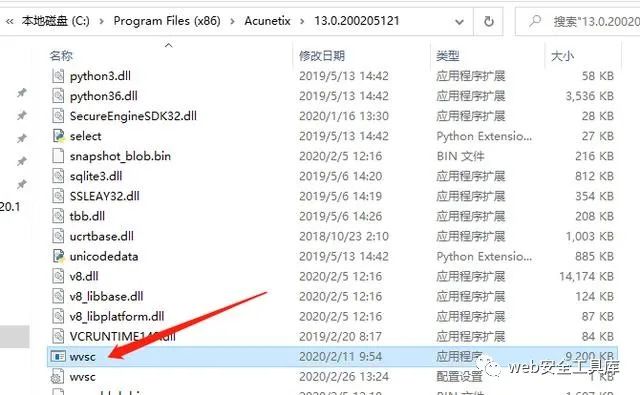 « 本地磁盘 (C:) › Program Files (x86) › Acunetix › 13.0.200205121 搜索"13.0.20020
名称 修改日期 类型 大小
python3.dll 2019/5/13 14:42 应用程序扩展 58 KB
python36.dll 2019/5/13 14:42 应用程序扩展 3,536 KB
SecureEngineSDK32.dll 2020/1/16 13:30 应用程序扩展 28 KB
select 2019/5/13 14:42 Python Extensio... 27 KB
snapshot_blob.bin 2020/2/5 12:16 BIN 文件 216 KB
sqlite3.dll 2019/5/6 14:20 应用程序扩展 812 KB
SSLEAY32.dll 2019/5/6 14:19 应用程序扩展 354 KB
20.1
tbb.dll 2019/5/6 14:26 应用程序扩展 208 KB
ucrtbase.dll 2018/10/23 2:10 应用程序扩展 1,003 KB
unicodedata 2019/5/13 14:42 Python Extensio... 885 KB
v8.dll 2020/2/5 12:16 应用程序扩展 14,174 KB
v8_libbase.dll 2020/2/5 12:16 应用程序扩展 124 KB
v8_libplatform.dll 2020/2/5 12:16 应用程序扩展 87 KB
VCRUNTIME140.dll 2019/2/20 8:17 应用程序扩展 84 KB
wvsc 2020/2/11 9:54 应用程序 9,200 KB
wvsc 2020/2/26 13:24 配置设置 1 KB
web安全工具库